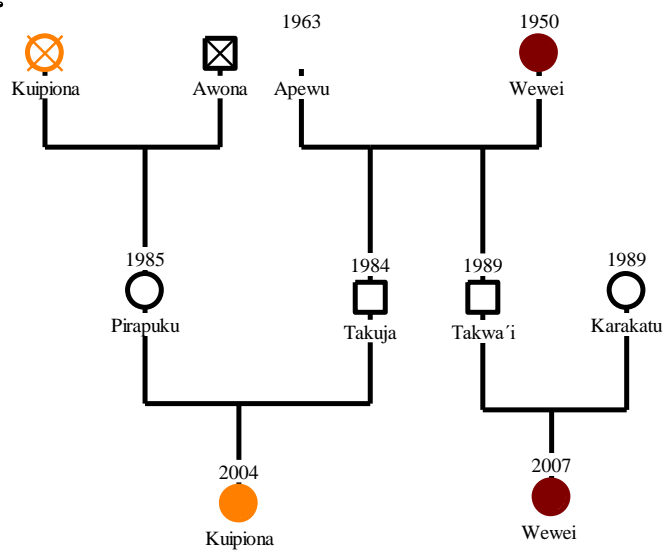 1963
1950
Kuipiona
Awona
Apewu
Wewei
1985
1984
1989
1989
Pirapuku
Takuja
Takwa´i
Karakatu
2004
2007
Kuipiona
Wewei